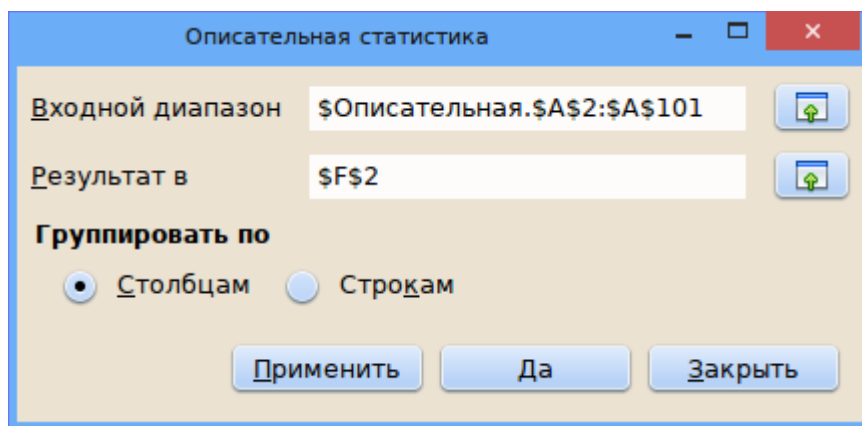 Описательная статистика
Входной диапазон $Описательная.$A$2:$A$101
Результат в $F$2
Группировать по
Столбцам Строкам
Применить Да Закрыть